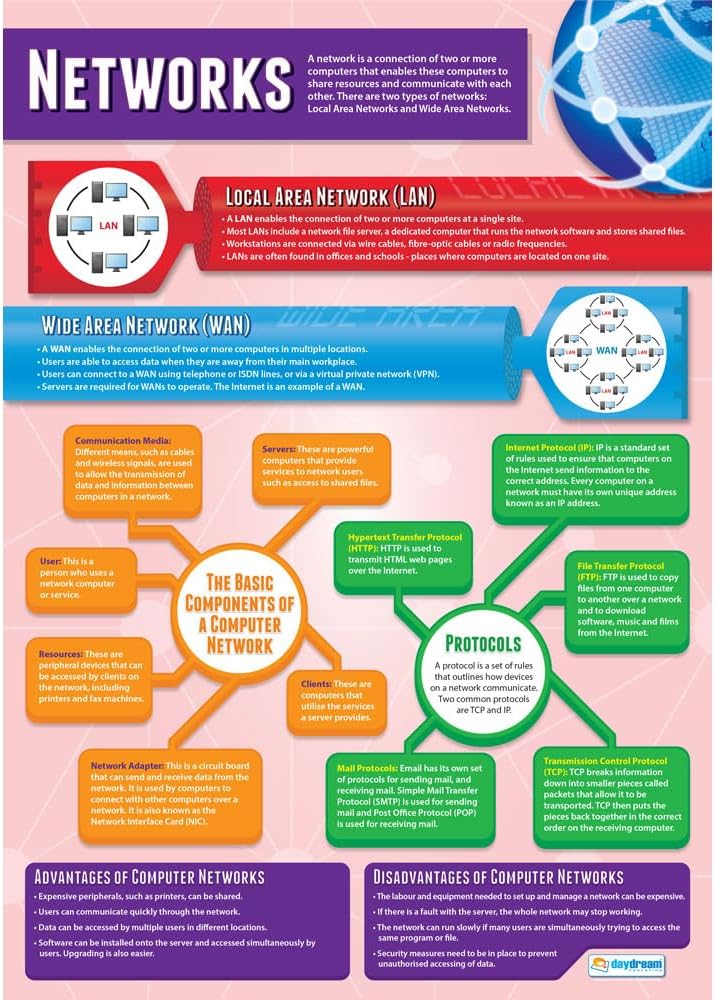 NETWORKS
A network is a connection of two or more
computers that enables these computers to
share resources and communicate with each
other. There are two types of networks:
Local Area Networks and Wide Area Networks.
LOCAL AREA
LOCAL AREA NETWORK (LAN)
LAN
• A LAN enables the connection of two or more computers at a single site.
• Most LANs include a network file server, a dedicated computer that runs the network software and stores shared files.
• Workstations are connected via wire cables, fibre-optic cables or radio frequencies.
• LANs are often found in offices and schools - places where computers are located on one site.
WIDE AREA
WIDE AREA NETWORK (WAN)
• A WAN enables the connection of two or more computers in multiple locations.
• Users are able to access data when they are away from their main workplace.
• Users can connect to a WAN using telephone or ISDN lines, or via a virtual private network (VPN).
• Servers are required for WANs to operate. The Internet is an example of a WAN.
LAN
LAN WAN LAN
LAN
Communication Media:
Different means, such as cables
and wireless signals, are used
to allow the transmission of
data and information between
computers in a network.
Servers: These are powerful
computers that provide
services to network users
such as access to shared files.
User: This is a
person who uses a
network computer
or service.
THE BASIC
COMPONENTS OF
A COMPUTER
NETWORK
Resources: These are
peripheral devices that can
be accessed by clients on
the network, including
printers and fax machines.
Clients: These are
computers that
utilise the services
a server provides.
Network Adapter: This is a circuit board
that can send and receive data from the
network. It is used by computers to
connect with other computers over a
network. It is also known as the
Network Interface Card (NIC).
Internet Protocol (IP): IP is a standard set
of rules used to ensure that computers on
the Internet send information to the
correct address. Every computer on a
network must have its own unique address
known as an IP address.
Hypertext Transfer Protocol
(HTTP): HTTP is used to
transmit HTML web pages
over the Internet.
File Transfer Protocol
(FTP): FTP is used to copy
files from one computer
to another over a network
and to download
software, music and films
from the Internet.
PROTOCOLS
A protocol is a set of rules
that outlines how devices
on a network communicate.
Two common protocols
are TCP and IP.
Mail Protocols: Email has its own set
of protocols for sending mail, and
receiving mail. Simple Mail Transfer
Protocol (SMTP) is used for sending
mail and Post Office Protocol (POP)
is used for receiving mail.
Transmission Control Protocol
(TCP): TCP breaks information
down into smaller pieces called
packets that allow it to be
transported. TCP then puts the
pieces back together in the correct
order on the receiving computer.
ADVANTAGES OF COMPUTER NETWORKS
• Expensive peripherals, such as printers, can be shared.
• Users can communicate quickly through the network.
• Data can be accessed by multiple users in different locations.
• Software can be installed onto the server and accessed simultaneously by
users. Upgrading is also easier.
DISADVANTAGES OF COMPUTER NETWORKS
• The labour and equipment needed to set up and manage a network can be expensive.
• If there is a fault with the server, the whole network may stop working.
• The network can run slowly if many users are simultaneously trying to access the
same program or file.
• Security measures need to be in place to prevent
unauthorised accessing of data.
daydream
EDUCATION